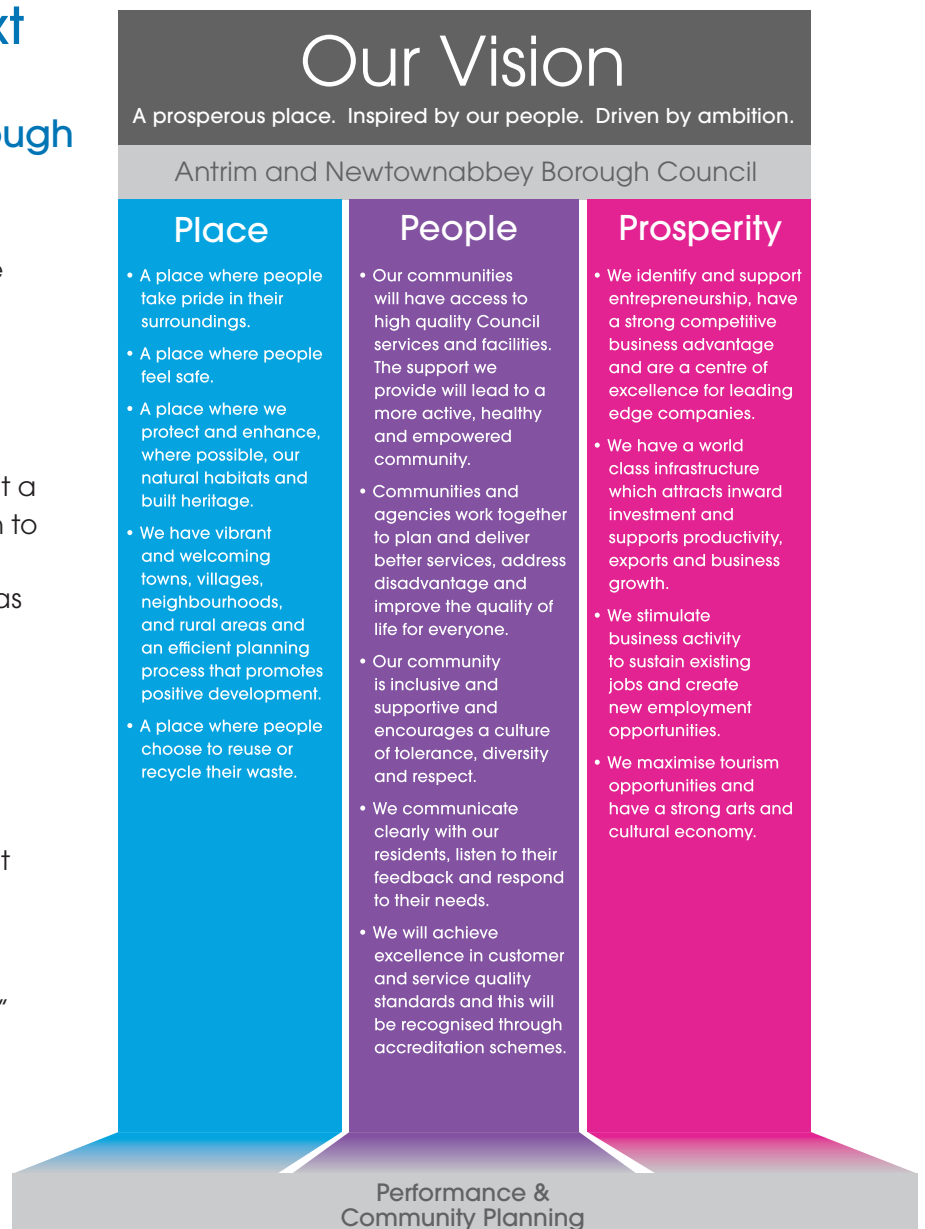 xt
ough
e
t a
n to
as
t
”
Our Vision
A prosperous place. Inspired by our people. Driven by ambition.
Antrim and Newtownabbey Borough Council
Place
• A place where people
take pride in their
surroundings.
• A place where people
feel safe.
• A place where we
protect and enhance,
where possible, our
natural habitats and
built heritage.
• We have vibrant
and welcoming
towns, villages,
neighbourhoods,
and rural areas and
an efficient planning
process that promotes
positive development.
• A place where people
choose to reuse or
recycle their waste.
People
• Our communities
will have access to
high quality Council
services and facilities.
The support we
provide will lead to a
more active, healthy
and empowered
community.
• Communities and
agencies work together
to plan and deliver
better services, address
disadvantage and
improve the quality of
life for everyone.
• Our community
is inclusive and
supportive and
encourages a culture
of tolerance, diversity
and respect.
• We communicate
clearly with our
residents, listen to their
feedback and respond
to their needs.
• We will achieve
excellence in customer
and service quality
standards and this will
be recognised through
accreditation schemes.
Prosperity
• We identify and support
entrepreneurship, have
a strong competitive
business advantage
and are a centre of
excellence for leading
edge companies.
• We have a world
class infrastructure
which attracts inward
investment and
supports productivity,
exports and business
growth.
• We stimulate
business activity
to sustain existing
jobs and create
new employment
opportunities.
• We maximise tourism
opportunities and
have a strong arts and
cultural economy.
Performance &
Community Planning